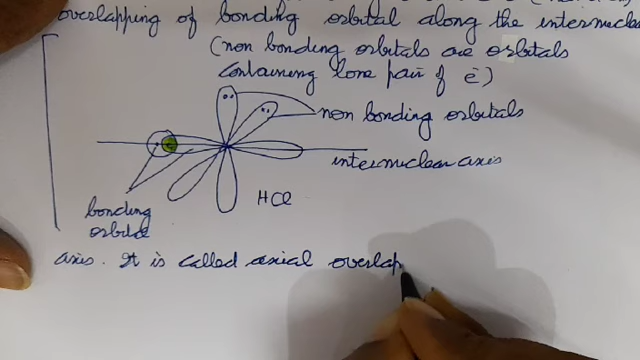 overlapping of bonding orbital along the internuclea
(non bonding orbitals are orbitals
containing lone pair of e⁻)
non bonding orbitals
internuclear axis
bonding
orbital
HCl
axis. It is called axial overlap